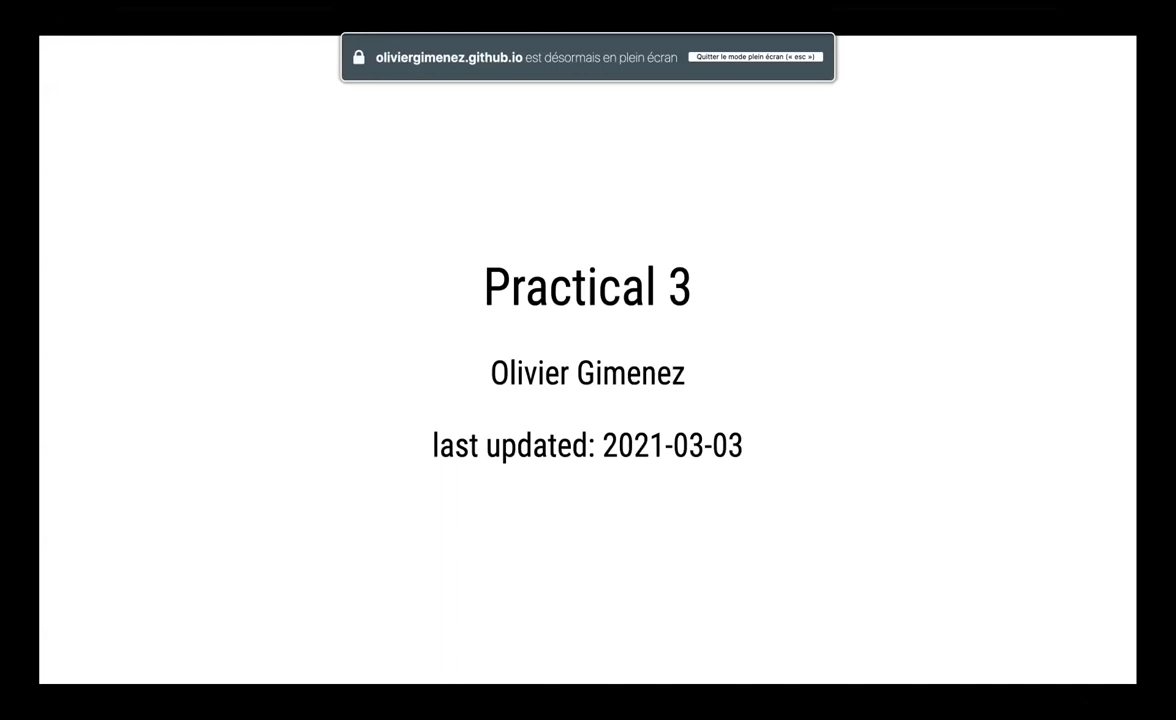 oliviergimenez.github.io est désormais en plein écran Quitter le mode plein écran (« esc »)
Practical 3
Olivier Gimenez
last updated: 2021-03-03